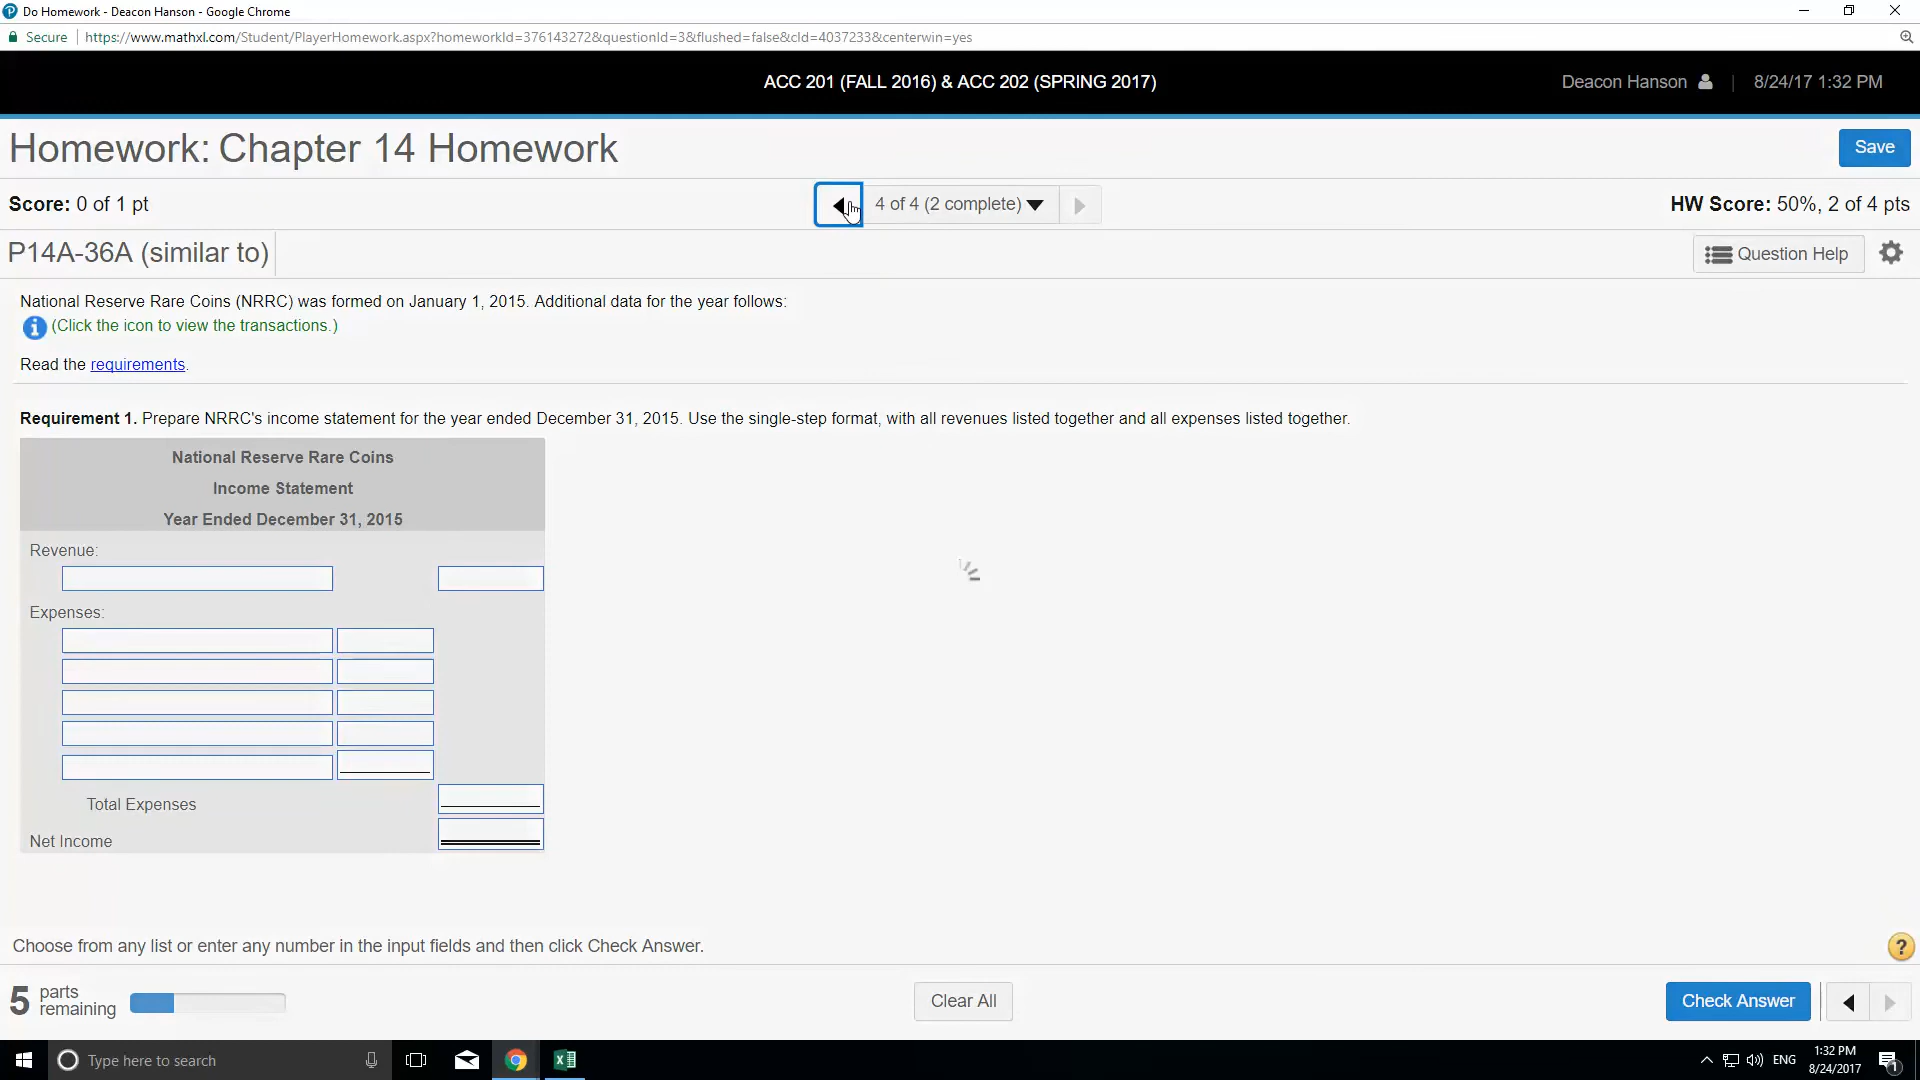 Do Homework - Deacon Hanson - Google Chrome
Secure https://www.mathxl.com/Student/PlayerHomework.aspx?homeworkId=376143272&questionId=3&flushed=false&cId=4037233&centerwin=yes
ACC 201 (FALL 2016) & ACC 202 (SPRING 2017)
Deacon Hanson 8/24/17 1:32 PM
Homework: Chapter 14 Homework
Save
Score: 0 of 1 pt
4 of 4 (2 complete)
HW Score: 50%, 2 of 4 pts
P14A-36A (similar to)
Question Help
National Reserve Rare Coins (NRRC) was formed on January 1, 2015. Additional data for the year follows:
(Click the icon to view the transactions.)
Read the requirements.
Requirement 1. Prepare NRRC's income statement for the year ended December 31, 2015. Use the single-step format, with all revenues listed together and all expenses listed together.
National Reserve Rare Coins
Income Statement
Year Ended December 31, 2015
Revenue:
Expenses:
Total Expenses
Net Income
Choose from any list or enter any number in the input fields and then click Check Answer.
?
5 parts remaining
Clear All
Check Answer
Type here to search
ENG
1:32 PM
8/24/2017
1